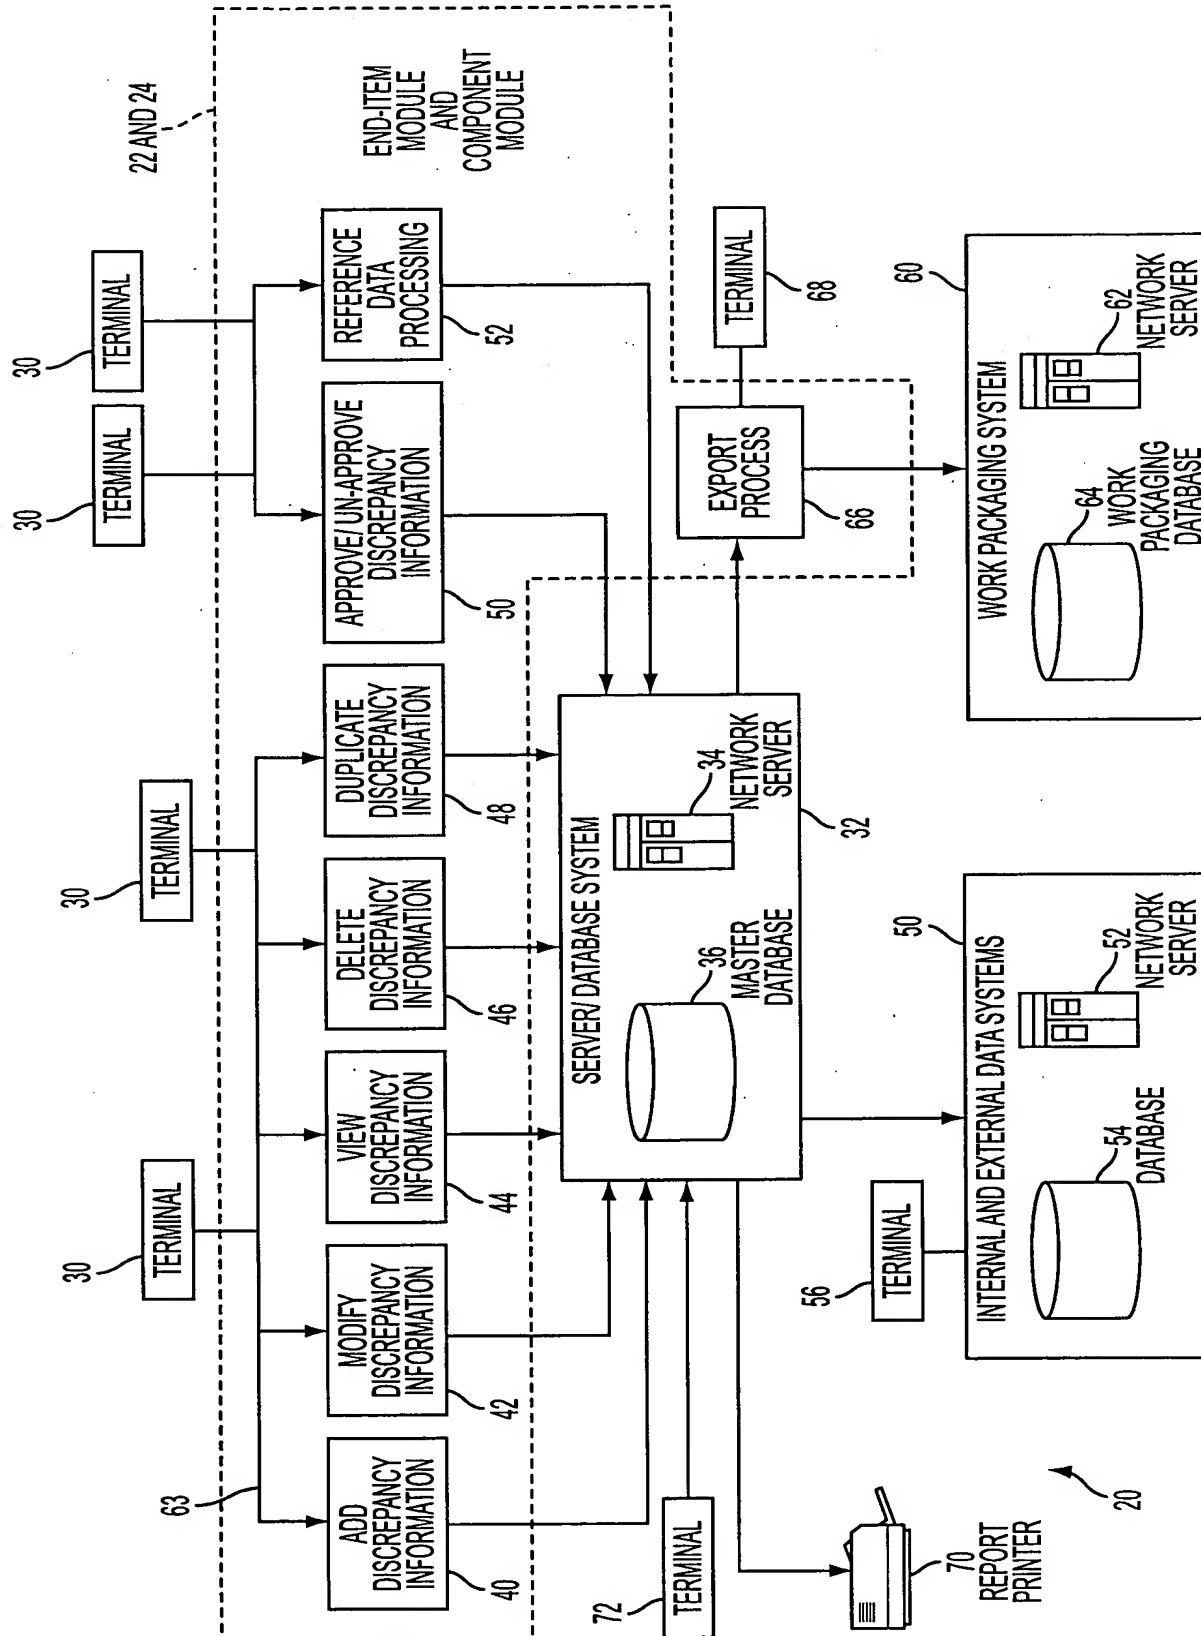 22 AND 24
30
TERMINAL
30
TERMINAL
30
TERMINAL
30
TERMINAL
63
ADD
DISCREPANCY
INFORMATION
40
MODIFY
DISCREPANCY
INFORMATION
42
VIEW
DISCREPANCY
INFORMATION
44
DELETE
DISCREPANCY
INFORMATION
46
DUPLICATE
DISCREPANCY
INFORMATION
48
APPROVE/UN-APPROVE
DISCREPANCY
INFORMATION
50
REFERENCE
DATA
PROCESSING
52
END-ITEM
MODULE
AND
COMPONENT
MODULE
72
TERMINAL
SERVER/DATABASE SYSTEM
36
MASTER
DATABASE
34
NETWORK
SERVER
32
EXPORT
PROCESS
66
TERMINAL
68
70
REPORT
PRINTER
20
56
TERMINAL
50
INTERNAL AND EXTERNAL DATA SYSTEMS
54
DATABASE
52
NETWORK
SERVER
60
WORK PACKAGING SYSTEM
64
WORK
PACKAGING
DATABASE
62
NETWORK
SERVER